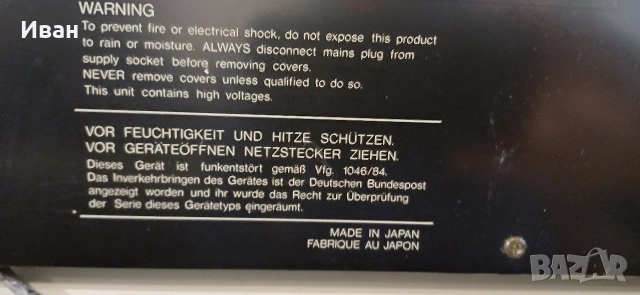 Иван
WARNING
To prevent fire or electrical shock, do not expose this product
to rain or moisture. ALWAYS disconnect mains plug from
supply socket before removing covers.
NEVER remove covers unless qualified to do so.
This unit contains high voltages.
VOR FEUCHTIGKEIT UND HITZE SCHÜTZEN.
VOR GERÄTEÖFFNEN NETZSTECKER ZIEHEN.
Dieses Gerät ist funkentstört gemäß Vfg. 1046/84.
Das Inverkehrbringen des Gerätes ist der Deutschen Bundespost
angezeigt worden und ihr wurde das Recht zur Überprüfung
der Serie dieses Gerätetyps eingeräumt.
MADE IN JAPAN
FABRIQUE AU JAPON
BAZAR